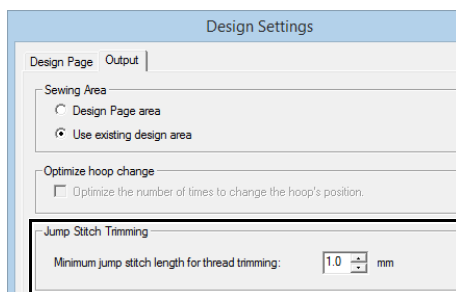 Design Settings
Design Page Output
Sewing Area
Design Page area
Use existing design area
Optimize hoop change
Optimize the number of times to change the hoop's position.
Jump Stitch Trimming
Minimum jump stitch length for thread trimming: 1.0 mm